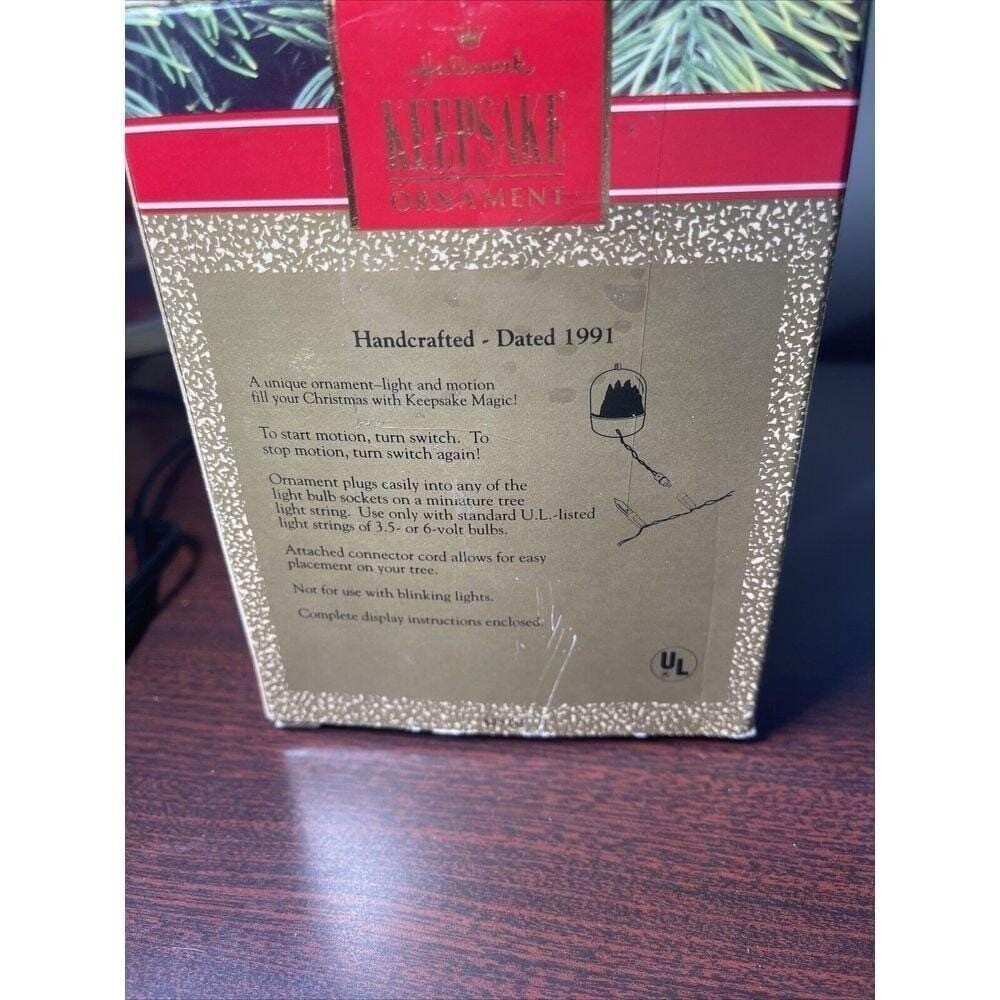 Hallmark
KEEPSAKE
ORNAMENT
Handcrafted - Dated 1991
A unique ornament–light and motion
fill your Christmas with Keepsake Magic!
To start motion, turn switch. To
stop motion, turn switch again!
Ornament plugs easily into any of the
light bulb sockets on a miniature tree
light string. Use only with standard U.L.-listed
light strings of 3.5- or 6-volt bulbs.
Attached connector cord allows for easy
placement on your tree.
Not for use with blinking lights.
Complete display instructions enclosed.
UL